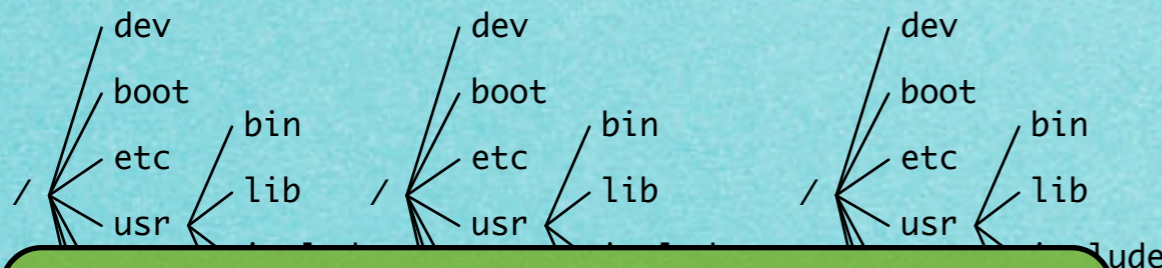 dev dev dev
boot boot boot
bin bin bin
etc etc etc
/ lib / lib / lib
usr usr usr